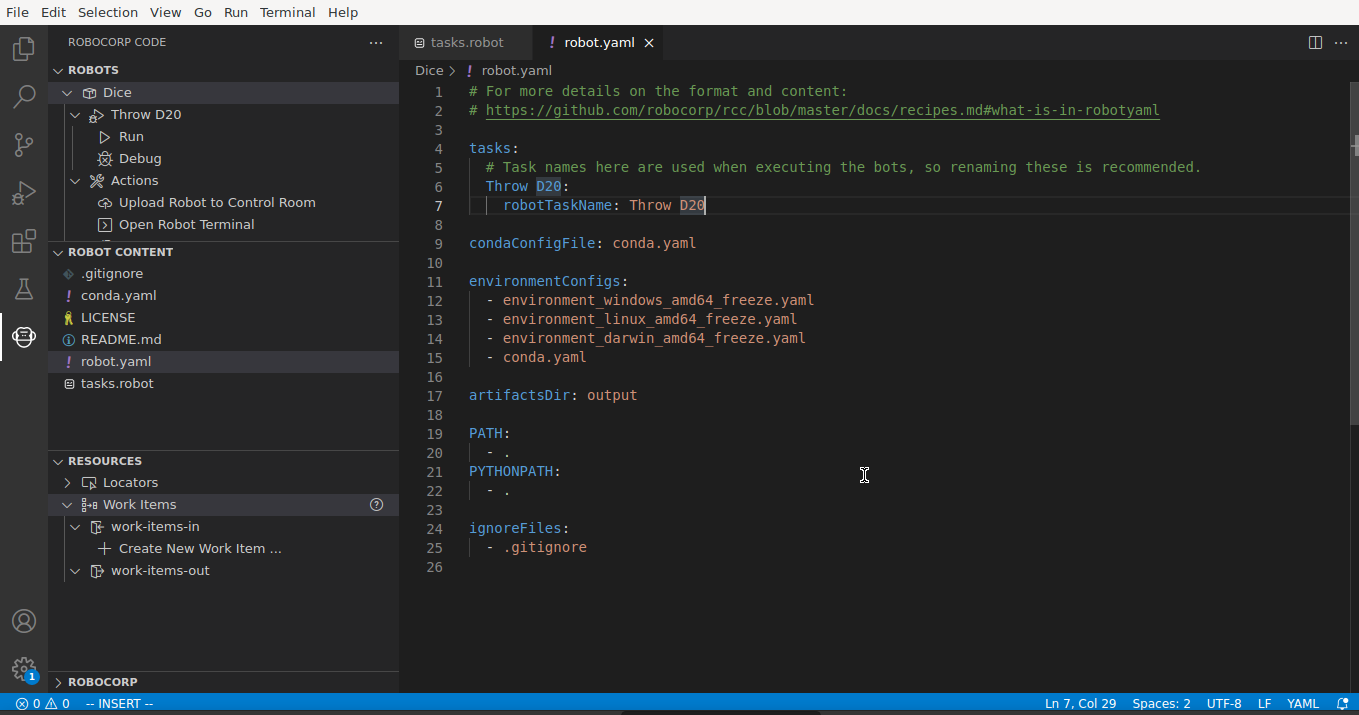 File Edit Selection View Go Run Terminal Help
ROBOCORP CODE
ROBOTS
Dice
Throw D20
Run
Debug
Actions
Upload Robot to Control Room
Open Robot Terminal
ROBOT CONTENT
.gitignore
conda.yaml
LICENSE
README.md
robot.yaml
tasks.robot
RESOURCES
Locators
Work Items
work-items-in
Create New Work Item ...
work-items-out
ROBOCORP
1
tasks.robot
robot.yaml
Dice > robot.yaml
1 # For more details on the format and content:
2 # https://github.com/robocorp/rcc/blob/master/docs/recipes.md#what-is-in-robotyaml
3
4 tasks:
5 # Task names here are used when executing the bots, so renaming these is recommended.
6 Throw D20:
7 robotTaskName: Throw D20
8
9 condaConfigFile: conda.yaml
10
11 environmentConfigs:
12 - environment_windows_amd64_freeze.yaml
13 - environment_linux_amd64_freeze.yaml
14 - environment_darwin_amd64_freeze.yaml
15 - conda.yaml
16
17 artifactsDir: output
18
19 PATH:
20 - .
21 PYTHONPATH:
22 - .
23
24 ignoreFiles:
25 - .gitignore
26
0 0 -- INSERT -- Ln 7, Col 29 Spaces: 2 UTF-8 LF YAML